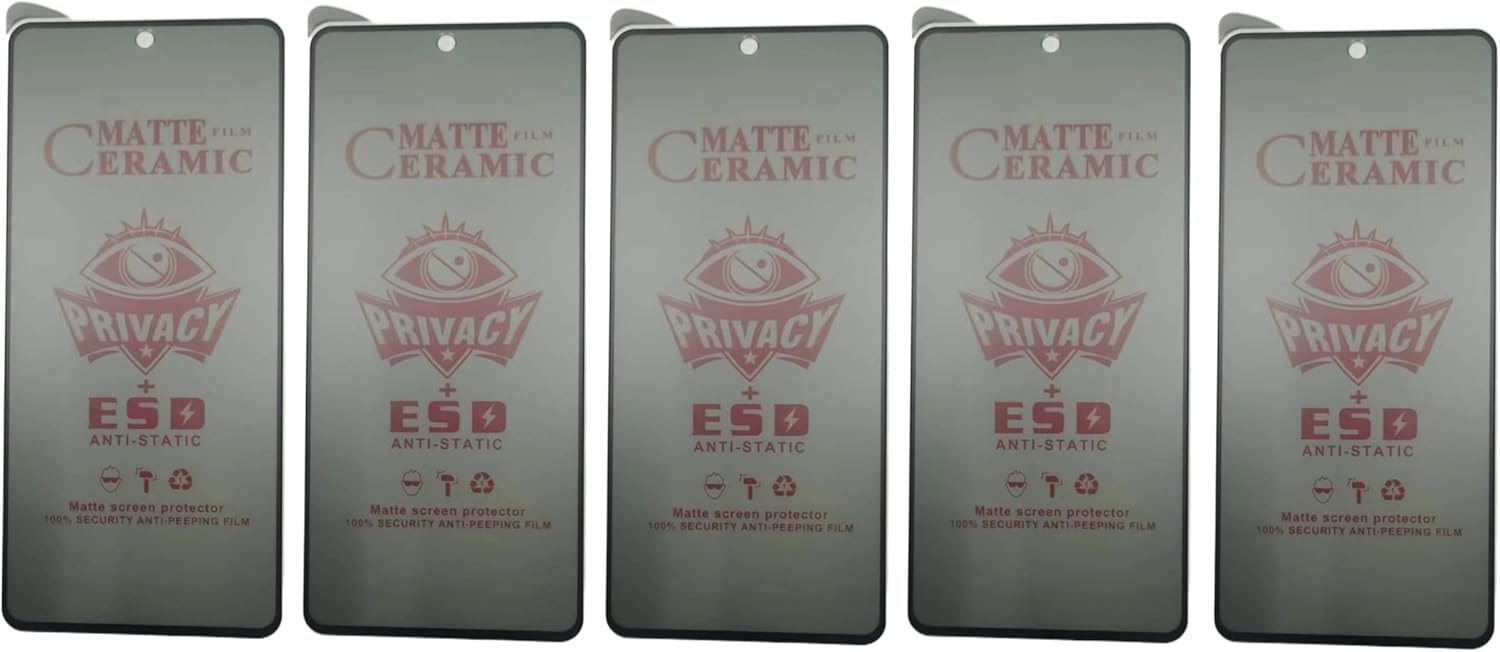 MATTE FILM
CERAMIC
PRIVACY
+
ESD
ANTI-STATIC
Matte screen protector
100% SECURITY ANTI-PEEPING FILM
MATTE FILM
CERAMIC
PRIVACY
+
ESD
ANTI-STATIC
Matte screen protector
100% SECURITY ANTI-PEEPING FILM
MATTE FILM
CERAMIC
PRIVACY
+
ESD
ANTI-STATIC
Matte screen protector
100% SECURITY ANTI-PEEPING FILM
MATTE FILM
CERAMIC
PRIVACY
+
ESD
ANTI-STATIC
Matte screen protector
100% SECURITY ANTI-PEEPING FILM
MATTE FILM
CERAMIC
PRIVACY
+
ESD
ANTI-STATIC
Matte screen protector
100% SECURITY ANTI-PEEPING FILM